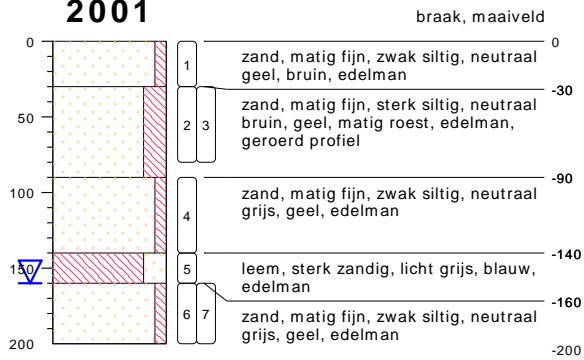 2001
braak, maaiveld
0
0
zand, matig fijn, zwak siltig, neutraal
geel, bruin, edelman
1
-30
zand, matig fijn, sterk siltig, neutraal
bruin, geel, matig roest, edelman,
geroerd profiel
50
2 3
-90
zand, matig fijn, zwak siltig, neutraal
grijs, geel, edelman
100
4
-140
150
5
leem, sterk zandig, licht grijs, blauw,
edelman
-160
zand, matig fijn, zwak siltig, neutraal
grijs, geel, edelman
6 7
200
-200